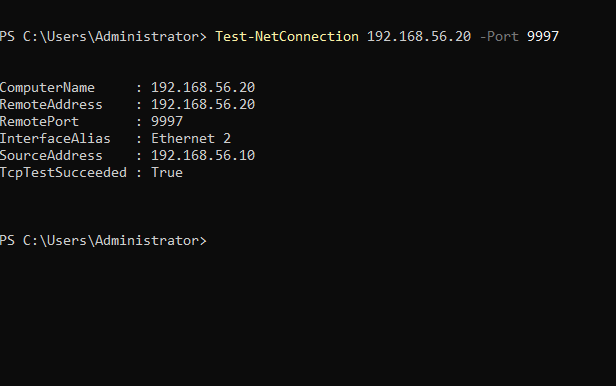 PS C:\Users\Administrator> Test-NetConnection 192.168.56.20 -Port 9997
ComputerName     : 192.168.56.20
RemoteAddress    : 192.168.56.20
RemotePort       : 9997
InterfaceAlias   : Ethernet 2
SourceAddress    : 192.168.56.10
TcpTestSucceeded : True
PS C:\Users\Administrator>